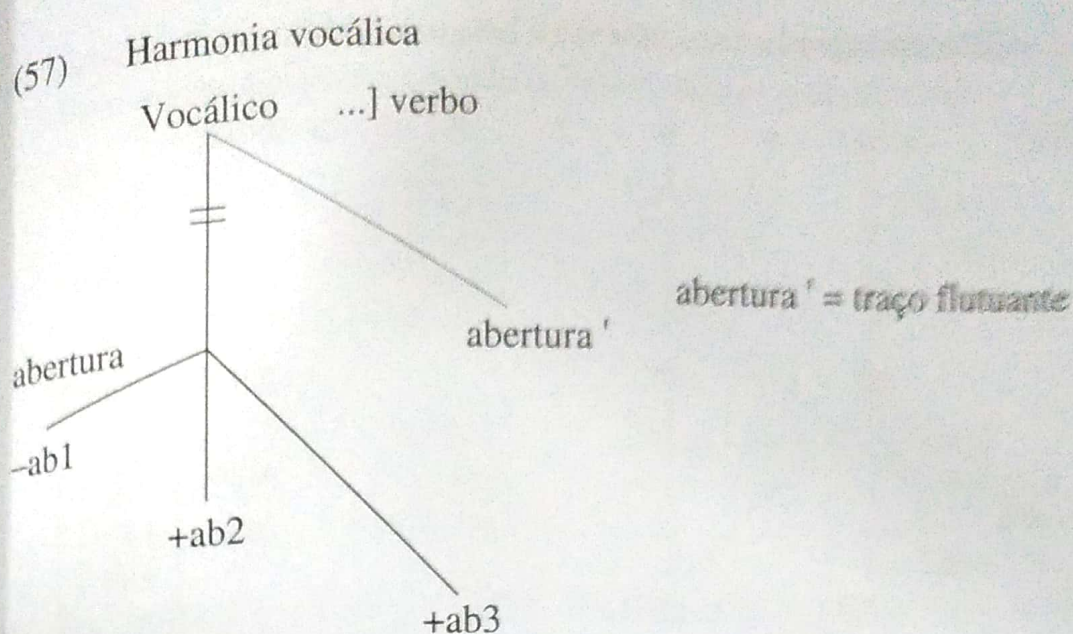 (57) Harmonia vocálica
Vocálico ...] verbo
abertura ' = traço flutuante
abertura '
abertura
–ab1
+ab2
+ab3